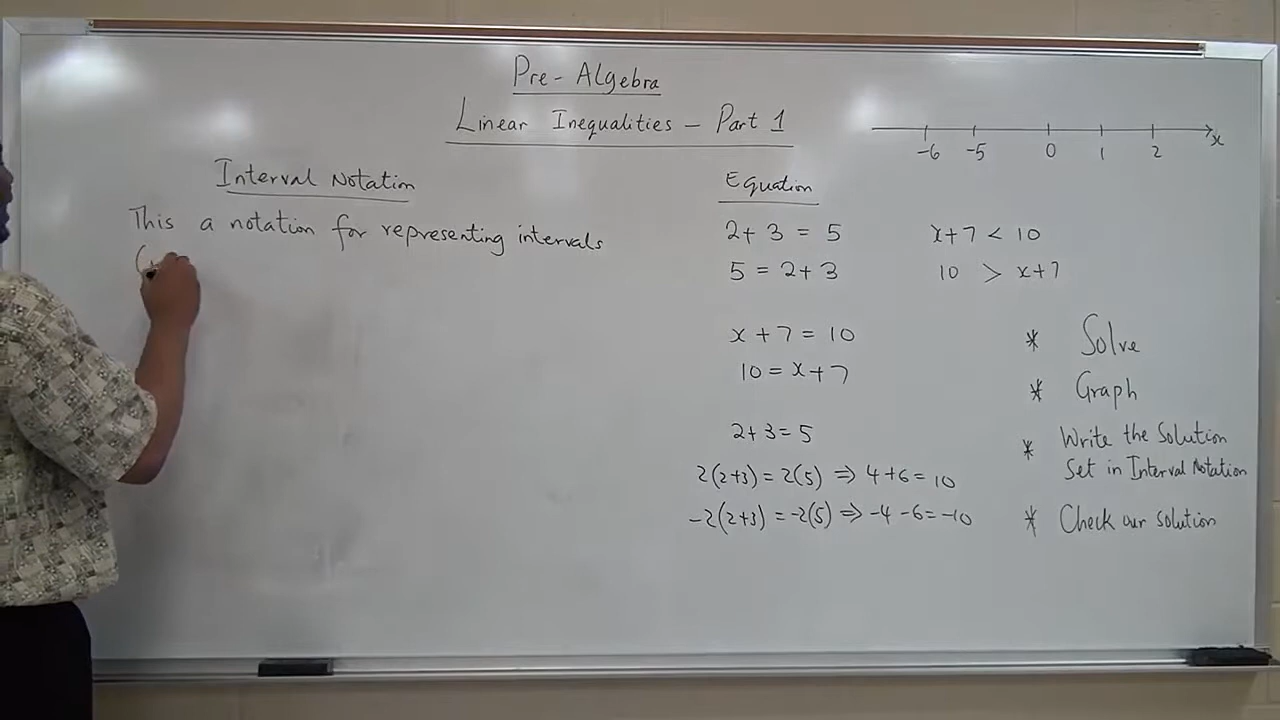 Pre-Algebra
Linear Inequalities - Part 1
-6 -5 0 1 2 x
Interval Notation
This a notation for representing intervals
(
Equation
2+3=5
5=2+3
x+7=10
10=x+7
2+3=5
2(2+3)=2(5) ⇒ 4+6=10
-2(2+3)=-2(5) ⇒ -4-6=-10
x+7<10
10 > x+7
* Solve
* Graph
* Write the Solution
Set in Interval Notation
* Check our solution